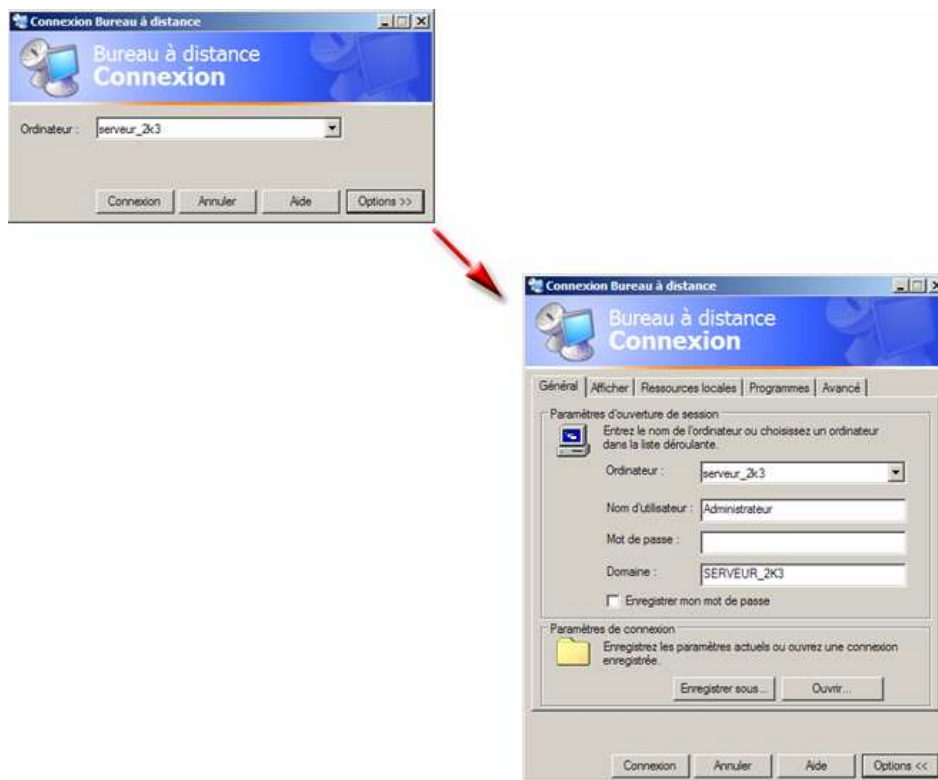 Connexion Bureau à distance
Bureau à distance
Connexion
Ordinateur : serveur_2k3
Connexion Annuler Aide Options >>
Connexion Bureau à distance
Bureau à distance
Connexion
Général Afficher Ressources locales Programmes Avancé
Paramètres d'ouverture de session
Entrez le nom de l'ordinateur ou choisissez un ordinateur
dans la liste déroulante.
Ordinateur : serveur_2k3
Nom d'utilisateur : Administrateur
Mot de passe :
Domaine : SERVEUR_2K3
Enregistrer mon mot de passe
Paramètres de connexion
Enregistrez les paramètres actuels ou ouvrez une connexion
enregistrée.
Enregistrer sous... Ouvrir...
Connexion Annuler Aide Options <<